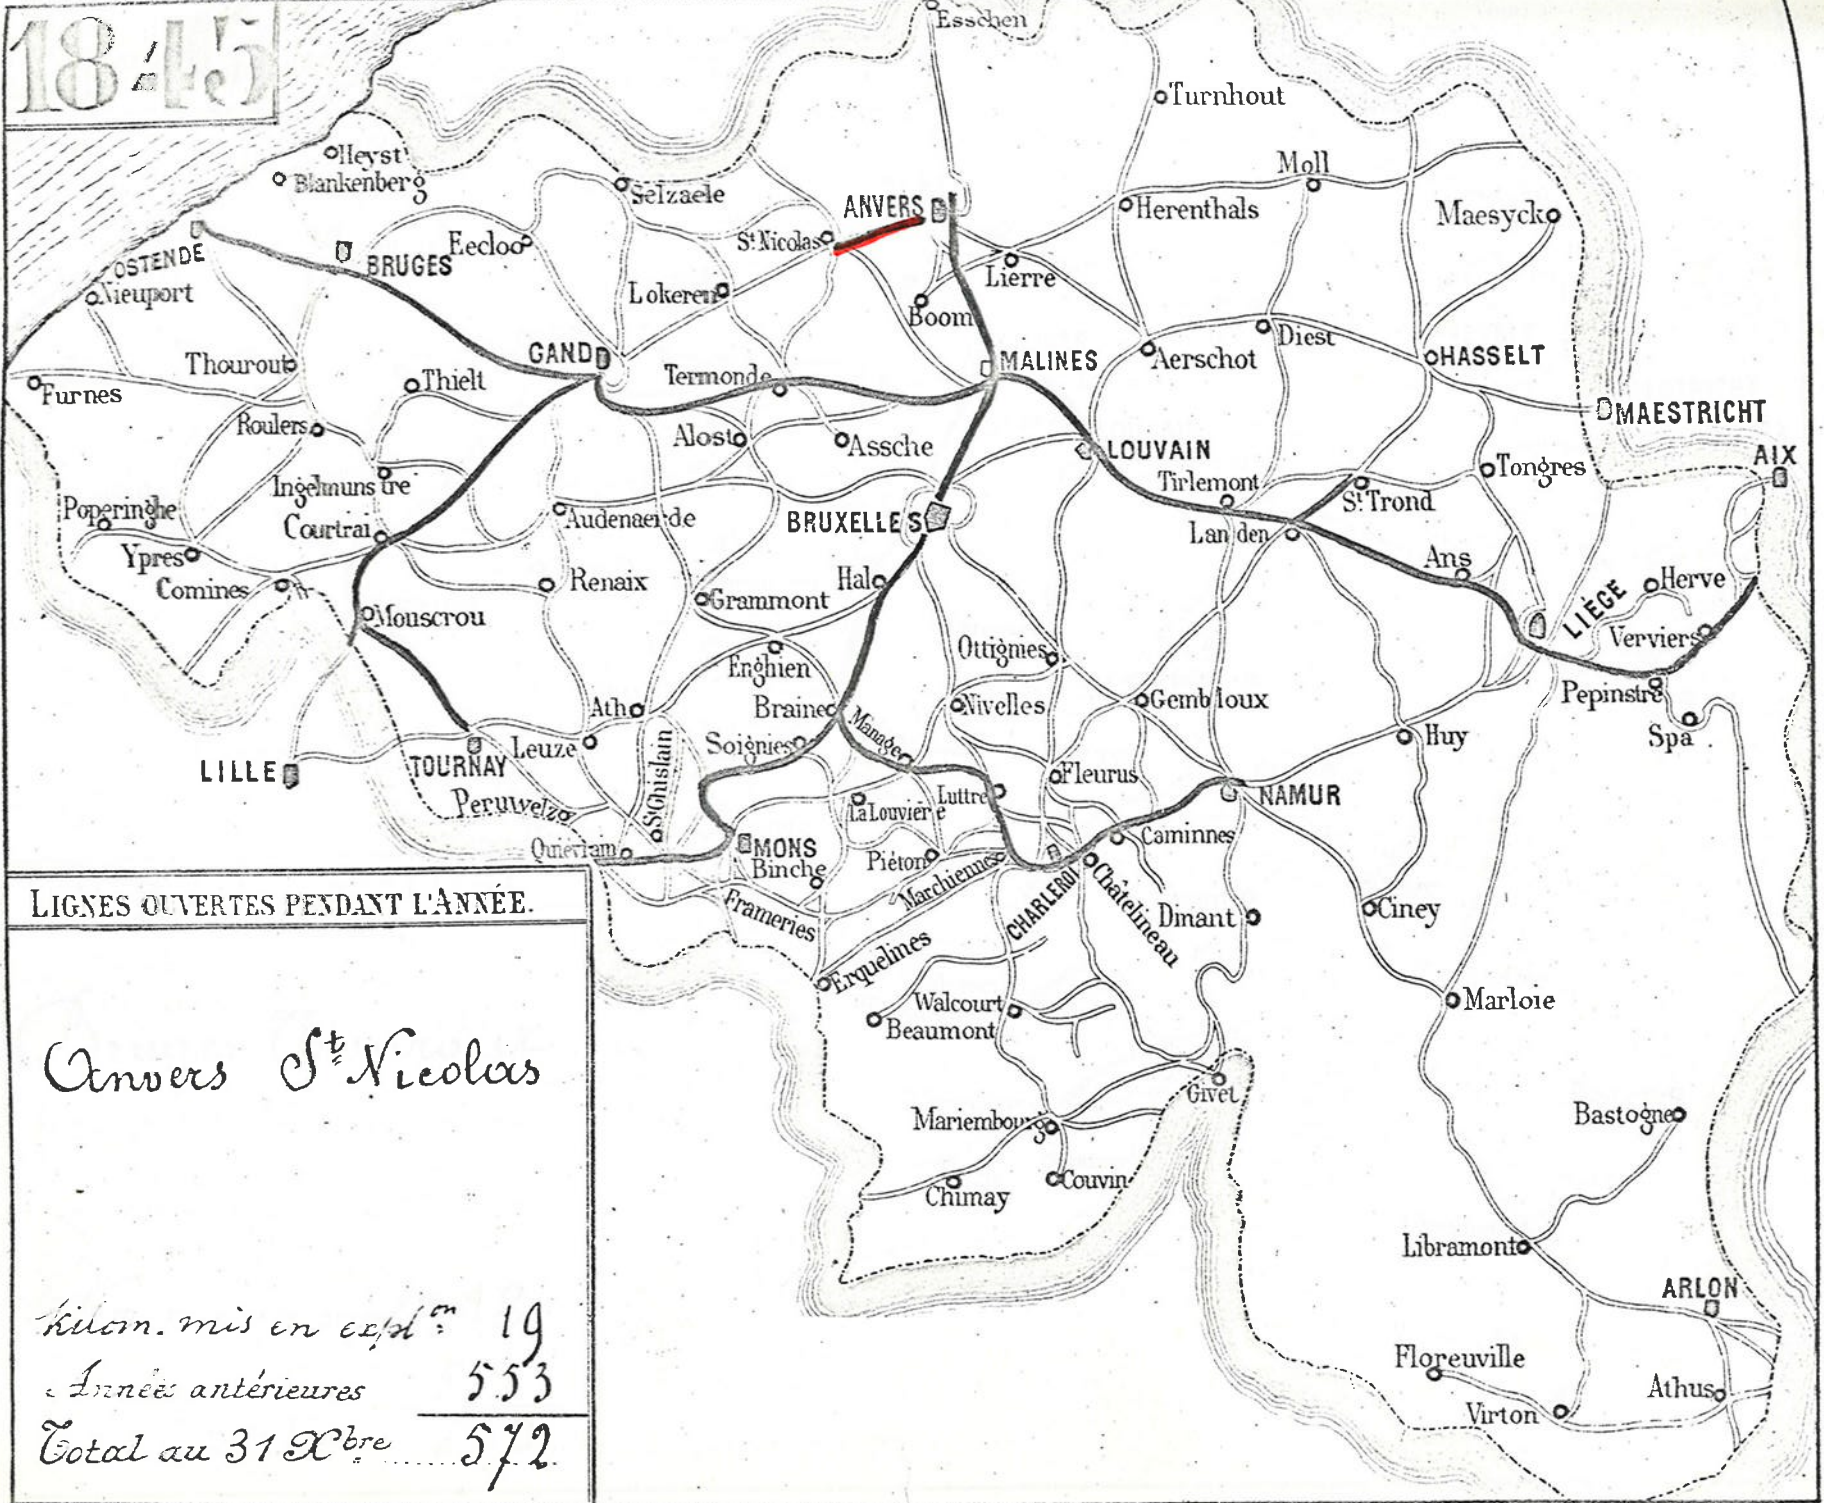 1845
Esschen
Turnhout
Heyst
Blankenberg
Selzaele
Moll
ANVERS
Herenthals
Maesyck
OSTENDE
BRUGES
Eecloo
St Nicolas
Lierre
Nieuport
Lokeren
Boom
Diest
GAND
MALINES
Aerschot
HASSELT
Thourout
Thielt
Termonde
Furnes
MAESTRICHT
Roulers
Alost
Assche
LOUVAIN
AIX
Tongres
Ingelmunstre
Tirlemont
St Trond
Poperinghe
Audenaerde
BRUXELLES
Courtrai
Landen
Ypres
Ans
Comines
Renaix
Hal
Grammont
LIÈGE
Herve
Mouscrou
Verviers
Enghien
Ottignies
Pepinstre
Ath
Braine
Nivelles
Gembloux
Manage
Huy
Spa
LILLE
TOURNAY
Leuze
Soignies
St Ghislain
Fleurus
Peruwelz
La Louvière
Luttre
NAMUR
Quiévrain
MONS
Caminnes
Binche
Piéton
Marchiennes
CHARLEROI
Châtelineau
Frameries
Dinant
Ciney
Erquelines
Walcourt
Beaumont
Marloie
Givet
Mariembourg
Bastogne
Couvin
Chimay
Libramont
ARLON
Floreuville
Athus
Virton
LIGNES OUVERTES PENDANT L'ANNÉE.
Anvers St Nicolas
kilom. mis en expl.on 19
Années antérieures 553
Total au 31 Xbre 572